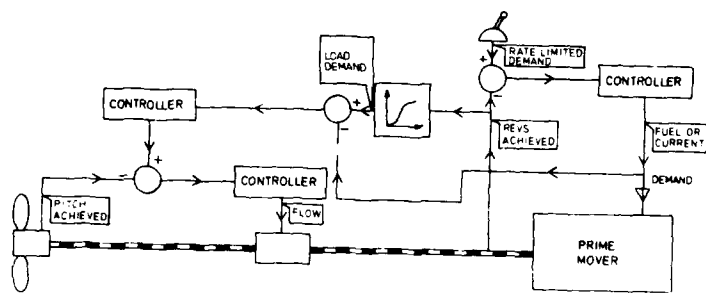 LOAD
DEMAND
+
RATE LIMITED
DEMAND
+
-
CONTROLLER
CONTROLLER
+
-
REVS
ACHIEVED
FUEL OR
CURRENT
+
-
CONTROLLER
DEMAND
PITCH
ACHIEVED
FLOW
PRIME
MOVER